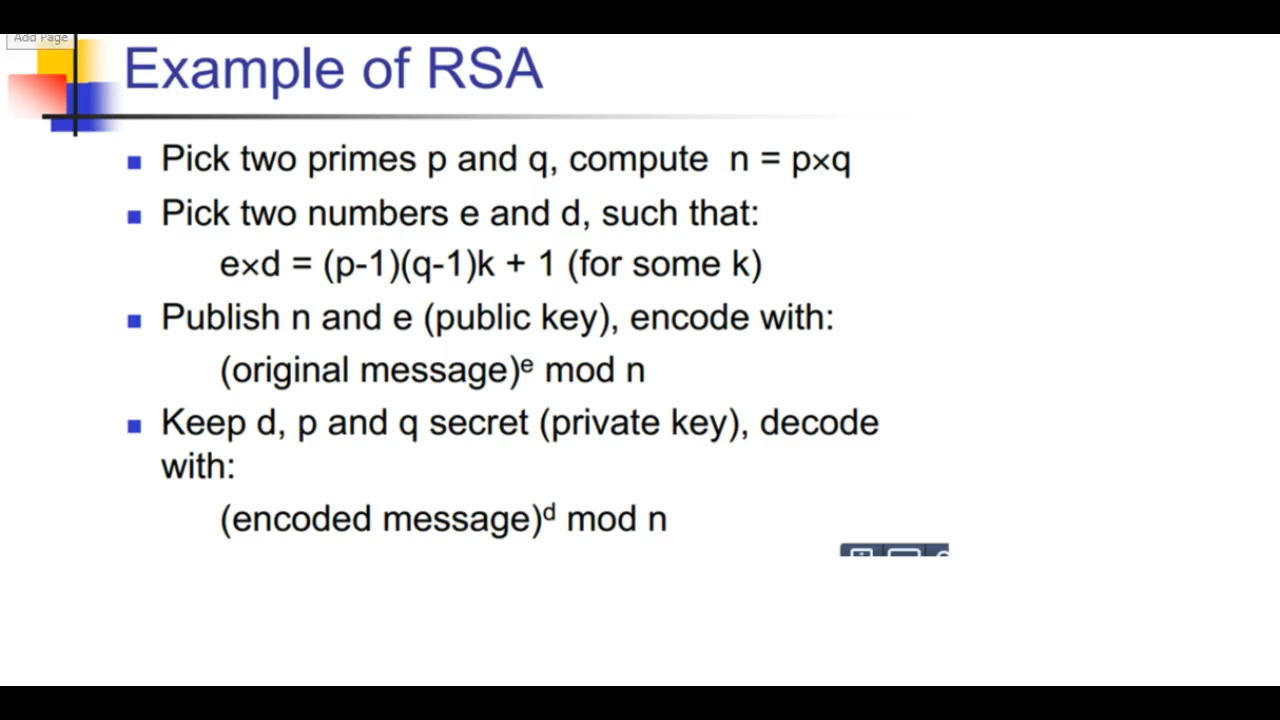 Add Page
Example of RSA
Pick two primes p and q, compute n = p×q
Pick two numbers e and d, such that:
e×d = (p-1)(q-1)k + 1 (for some k)
Publish n and e (public key), encode with:
(original message)ᵉ mod n
Keep d, p and q secret (private key), decode
with:
(encoded message)ᵈ mod n